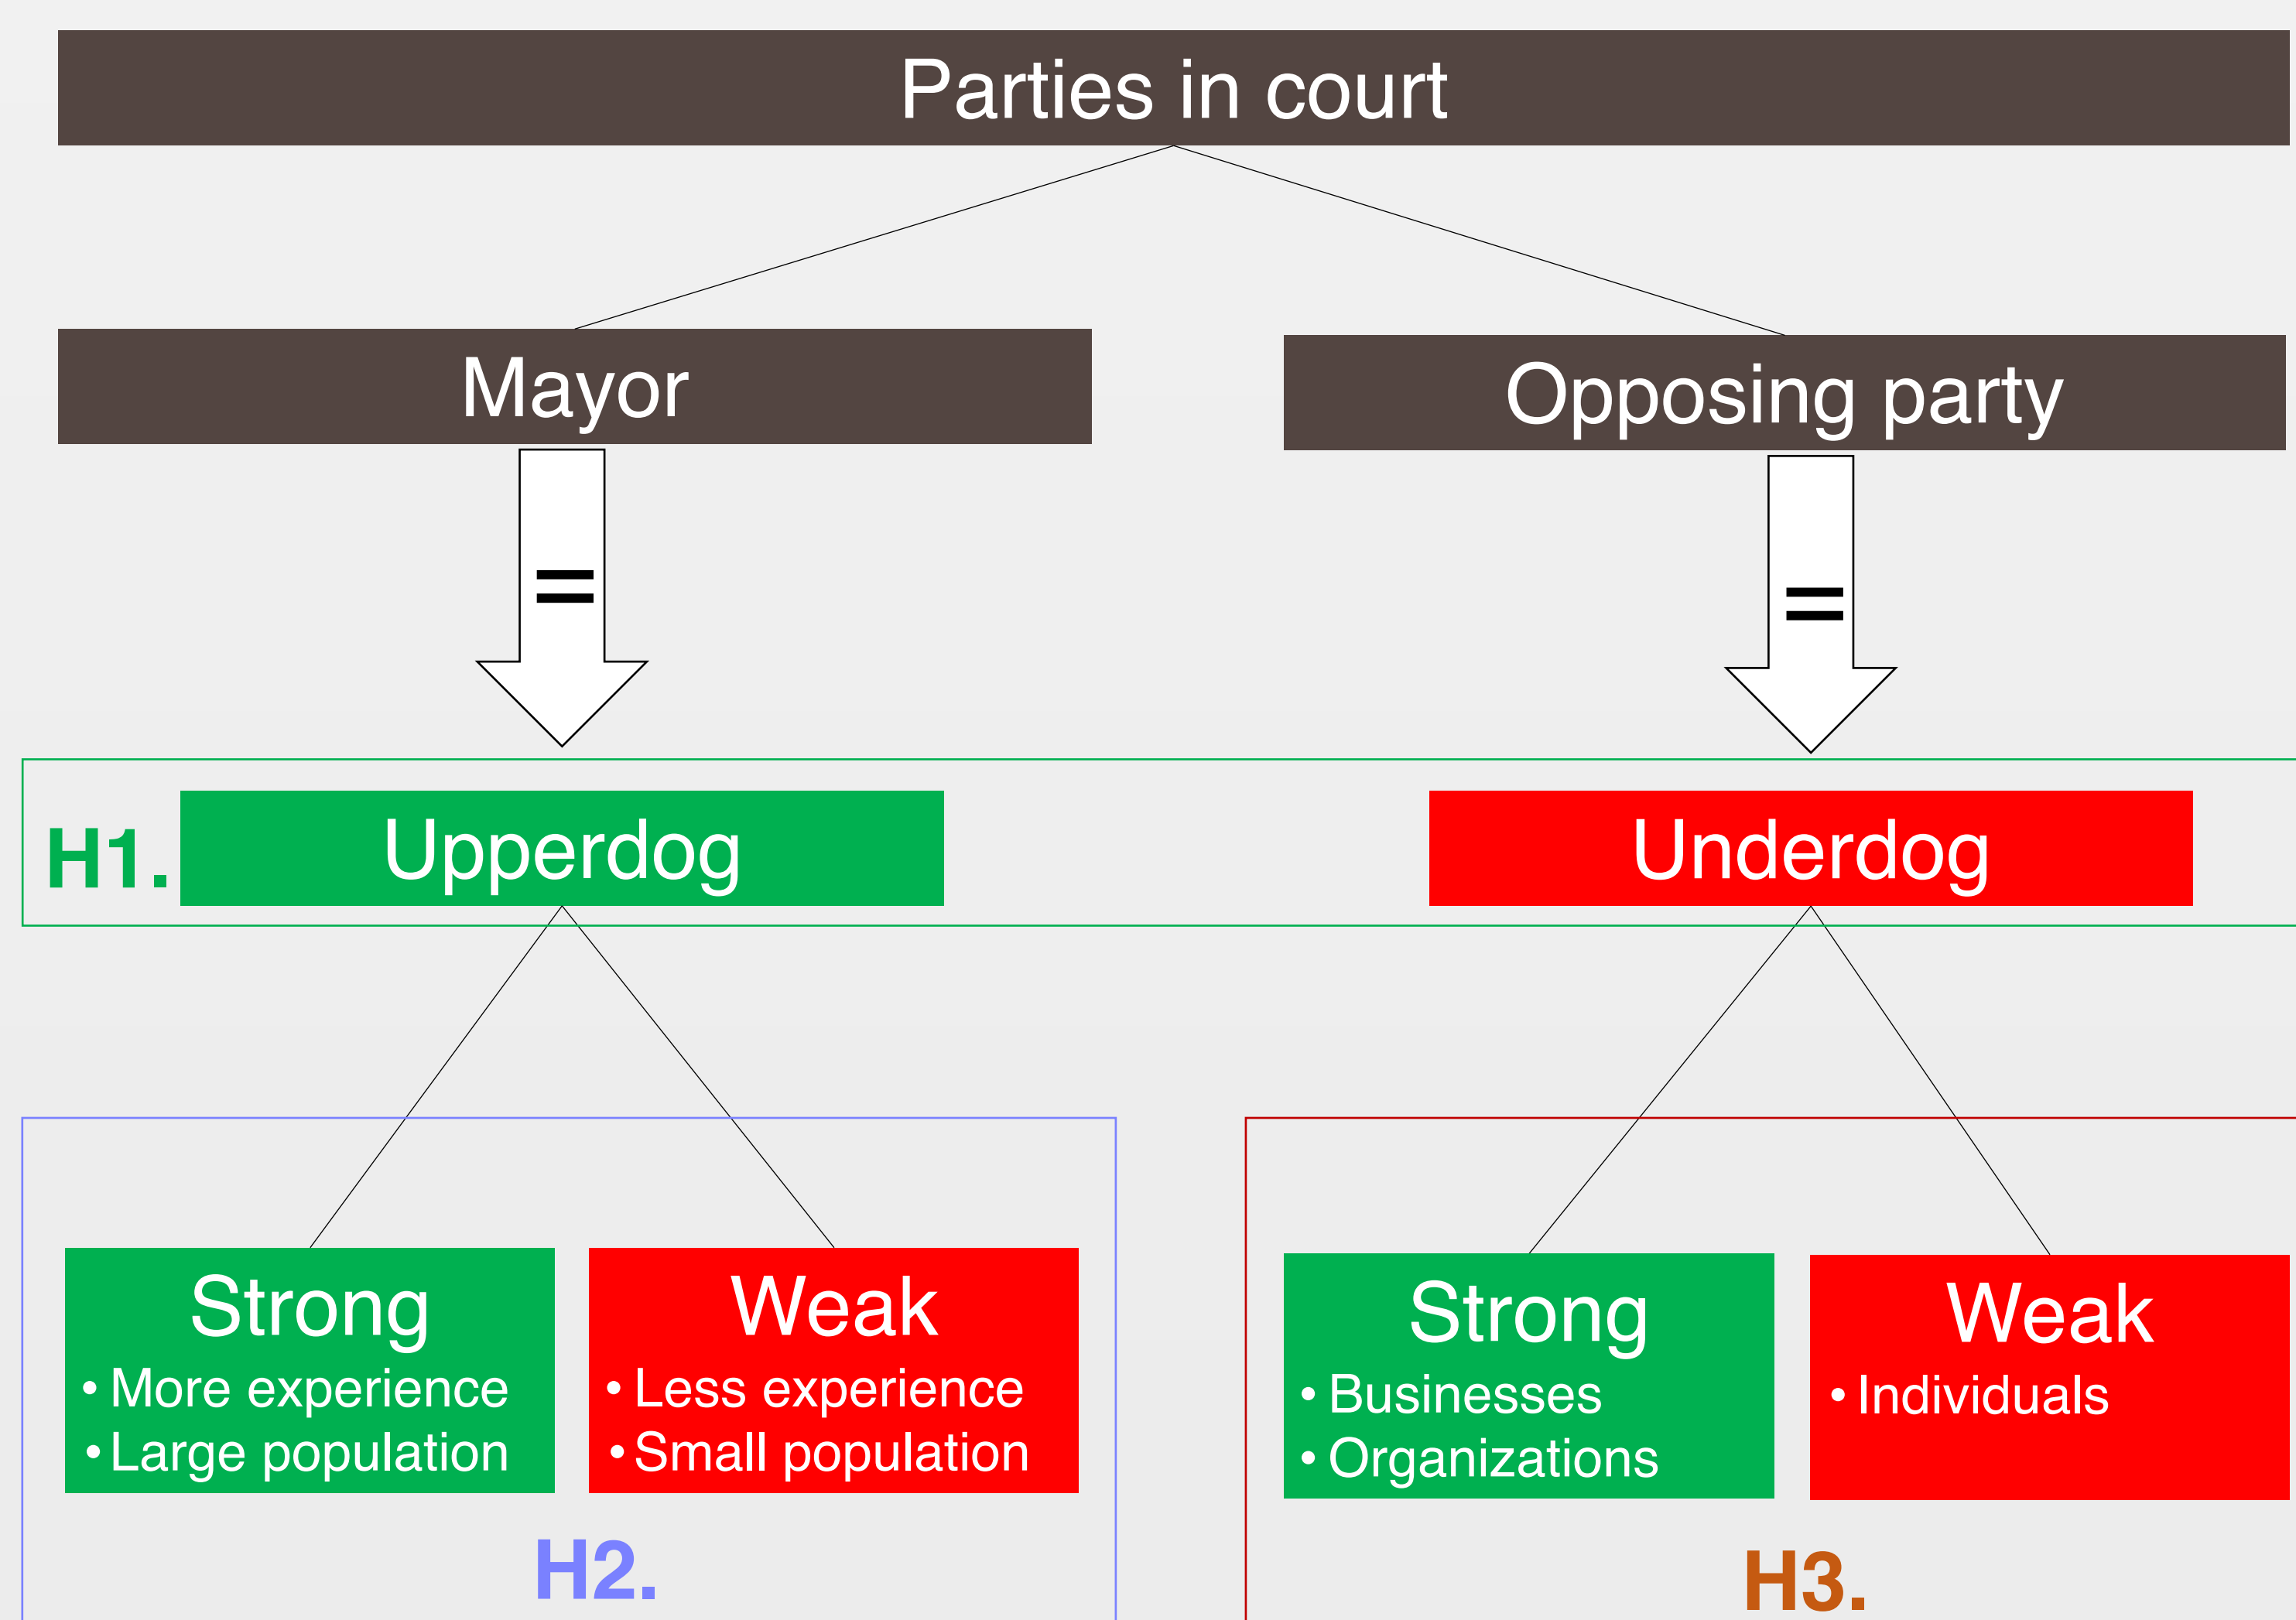 Parties in court
Mayor
Opposing party
=
=
H1.
Upperdog
Underdog
Strong
• More experience
• Large population
Weak
• Less experience
• Small population
Strong
• Businesses
• Organizations
Weak
• Individuals
H2.
H3.